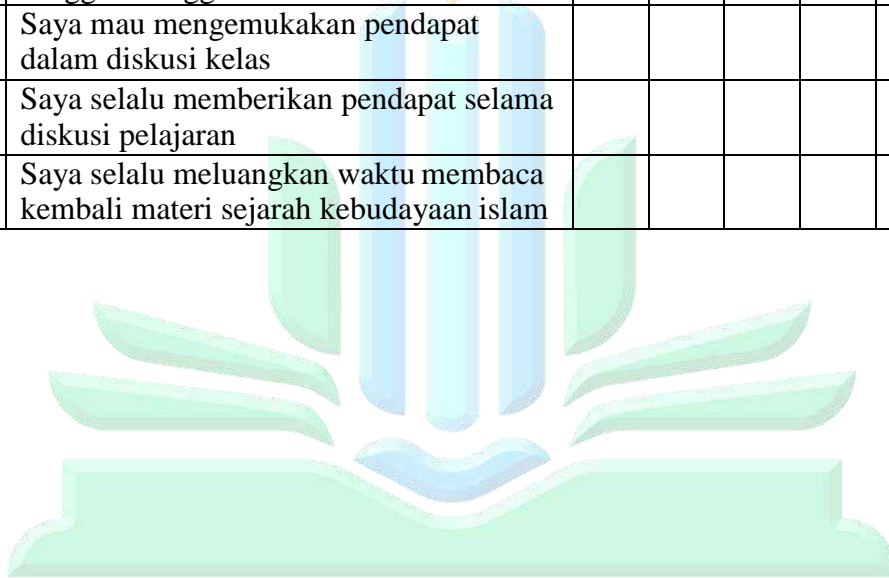 Saya mau mengemukakan pendapat
dalam diskusi kelas
Saya selalu memberikan pendapat selama
diskusi pelajaran
Saya selalu meluangkan waktu membaca
kembali materi sejarah kebudayaan islam